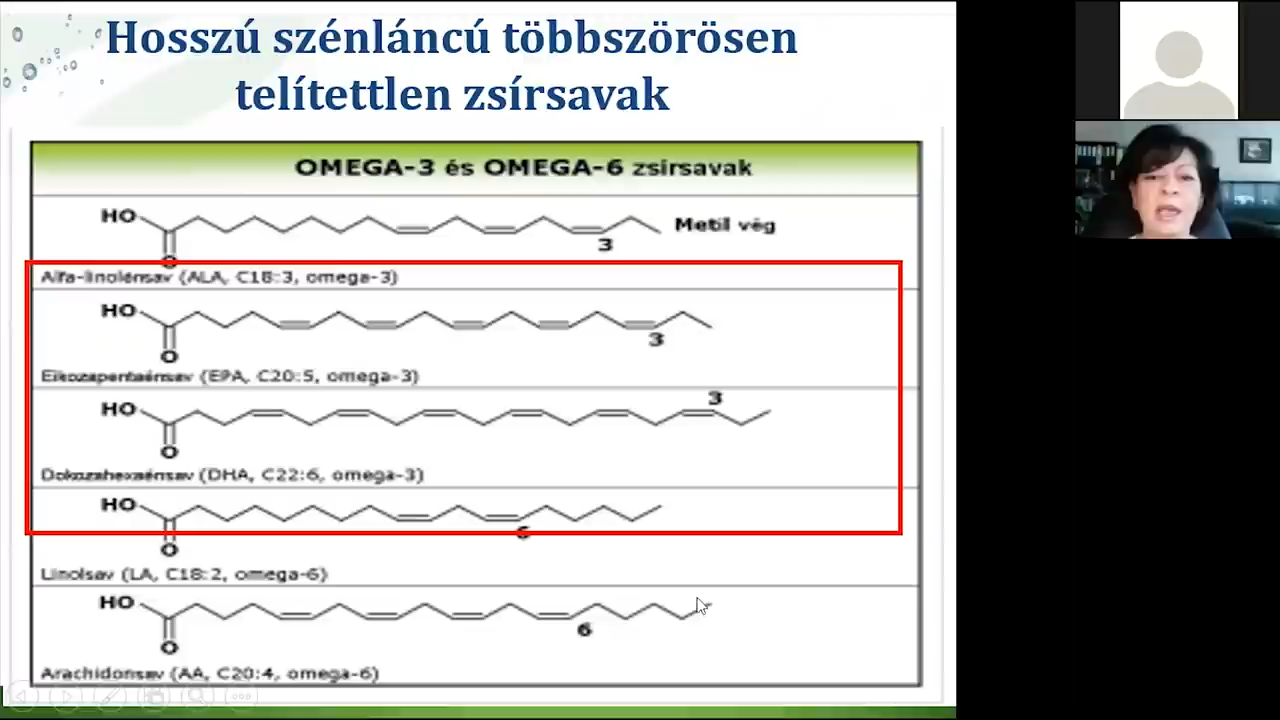 Hosszú szénláncú többszörösen
telítettlen zsírsavak
OMEGA-3 és OMEGA-6 zsírsavak
HO
Metil vég
3
O
Alfa-linolénsav (ALA, C18:3, omega-3)
HO
3
O
Eikozapentaénsav (EPA, C20:5, omega-3)
3
HO
O
Dokozahexaénsav (DHA, C22:6, omega-3)
HO
6
O
Linolsav (LA, C18:2, omega-6)
HO
6
O
Arachidonsav (AA, C20:4, omega-6)